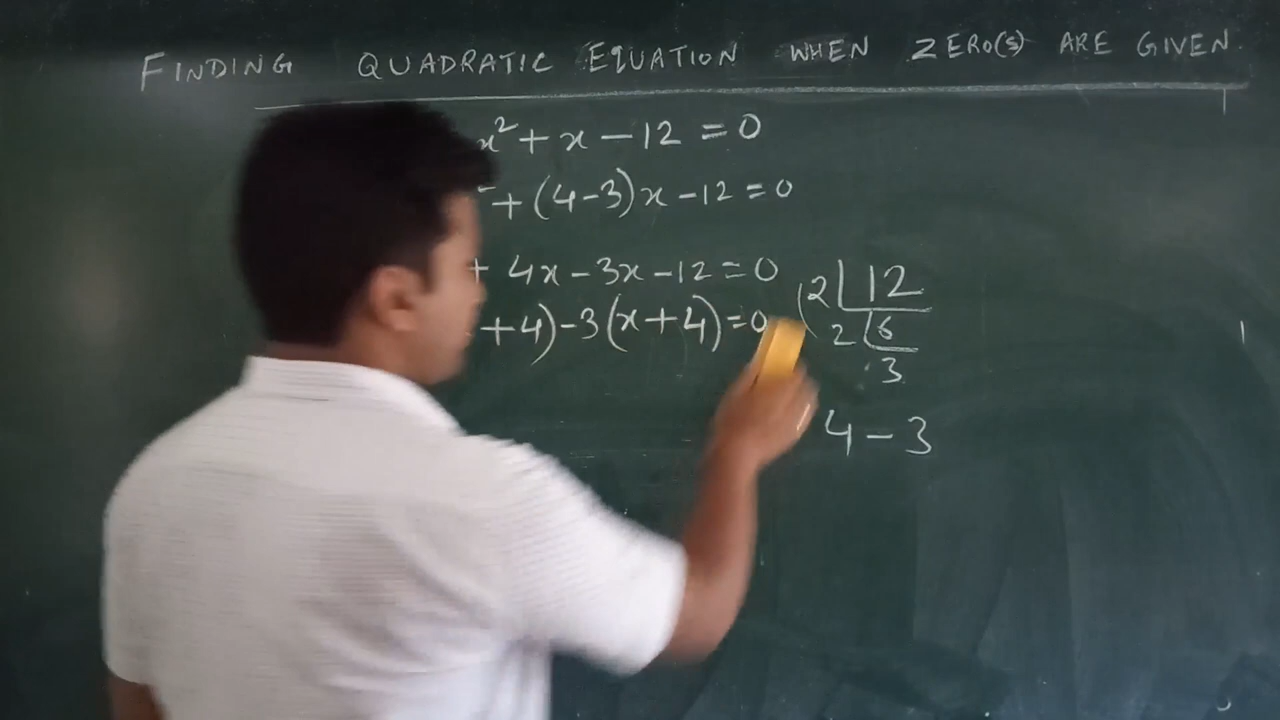 FINDING QUADRATIC EQUATION WHEN ZERO(S) ARE GIVEN
x² + x - 12 = 0
² + (4-3)x - 12 = 0
+ 4x - 3x - 12 = 0
+ 4) - 3(x + 4) = 0
2 | 12
2 | 6
3
4 - 3